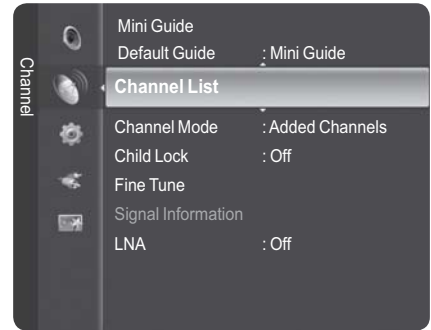 Channel
Mini Guide
Default Guide : Mini Guide
Channel List
Channel Mode : Added Channels
Child Lock : Off
Fine Tune
Signal Information
LNA : Off